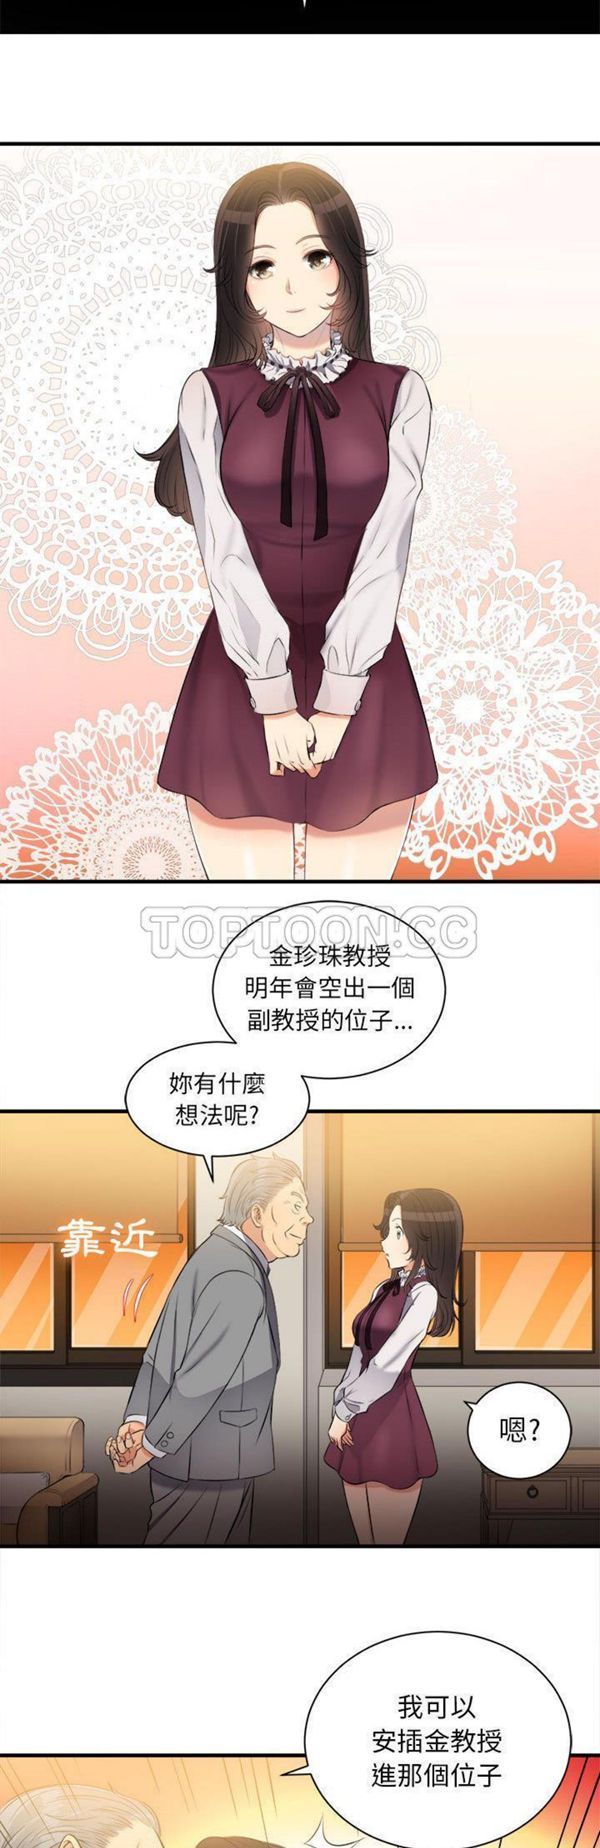 TOPTOON.CC
金珍珠教授
明年會空出一個
副教授的位子...
妳有什麼
想法呢?
靠近
嗯?
我可以
安插金教授
進那個位子